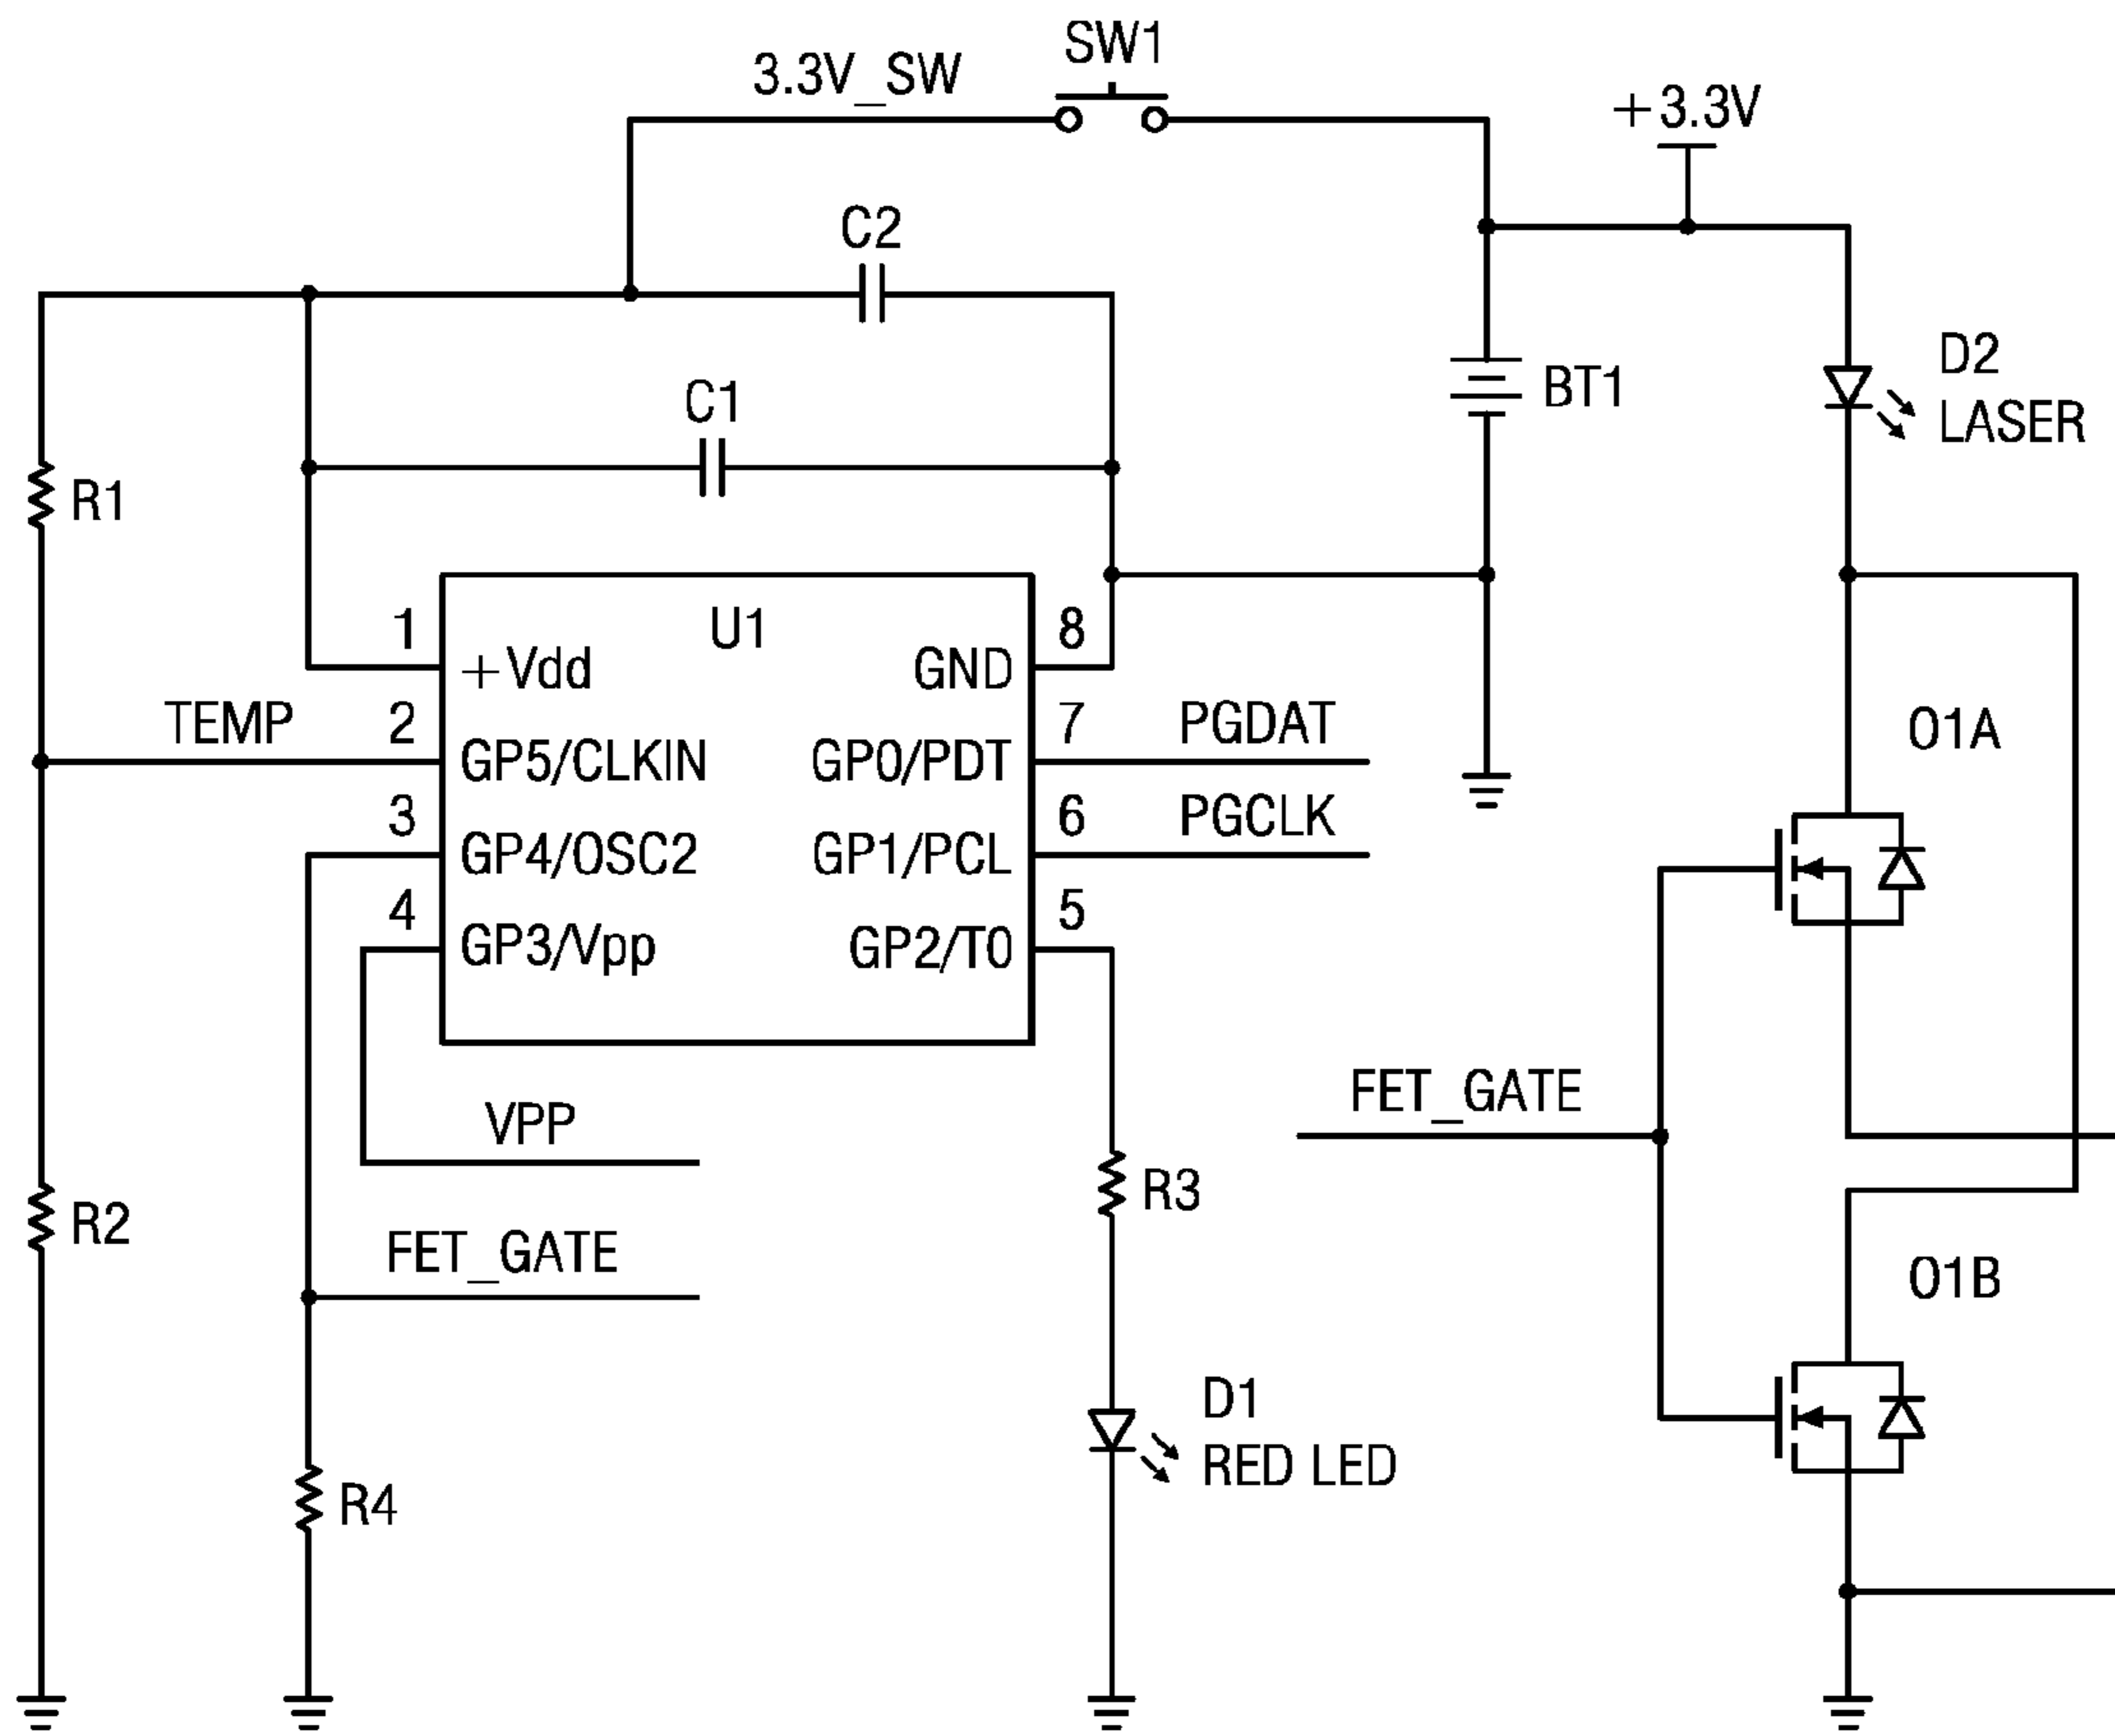 SW1
3.3V_SW
+3.3V
C2
D2
LASER
C1
BT1
R1
U1
1
8
+Vdd
GND
TEMP
2
7
PGDAT
O1A
GP5/CLKIN
GP0/PDT
3
6
PGCLK
GP4/OSC2
GP1/PCL
4
5
GP3/Vpp
GP2/T0
FET_GATE
VPP
R3
R2
FET_GATE
O1B
D1
RED LED
R4